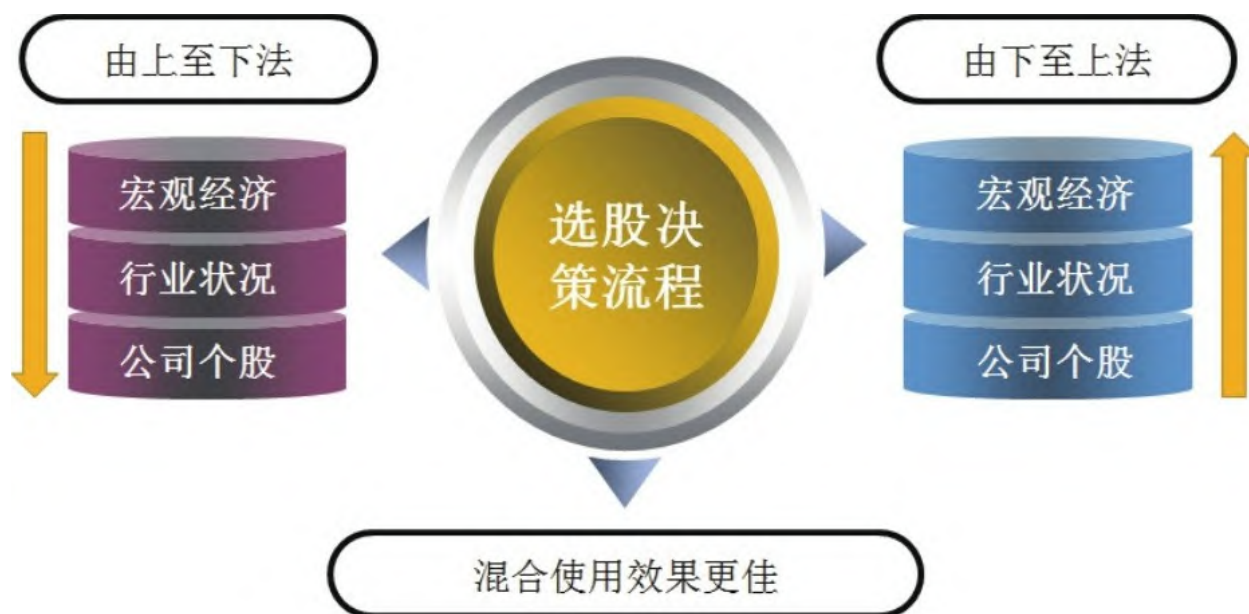 由上至下法
宏观经济
行业状况
公司个股
选股决
策流程
由下至上法
宏观经济
行业状况
公司个股
混合使用效果更佳